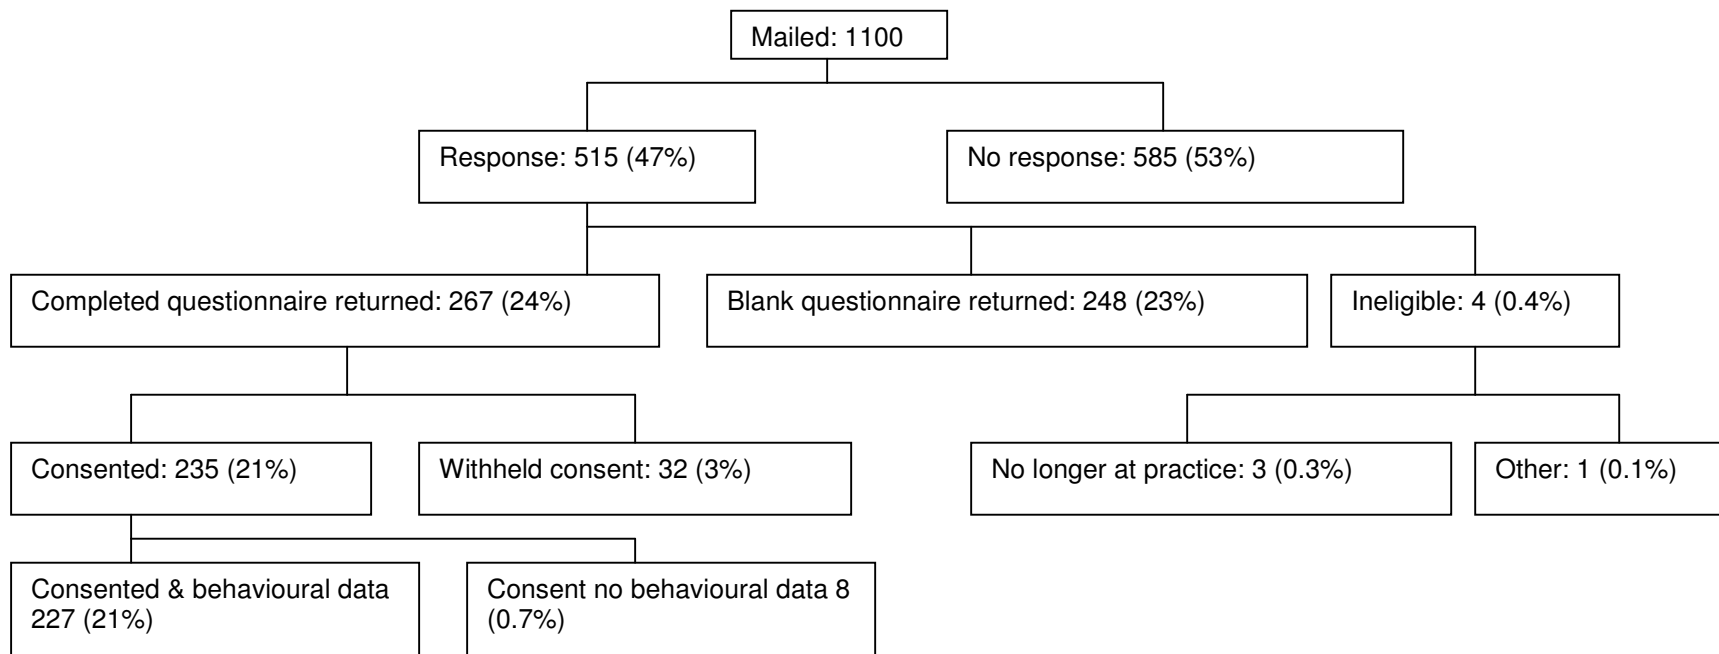 Mailed: 1100
Response: 515 (47%)
No response: 585 (53%)
Completed questionnaire returned: 267 (24%)
Blank questionnaire returned: 248 (23%)
Ineligible: 4 (0.4%)
Consented: 235 (21%)
Withheld consent: 32 (3%)
No longer at practice: 3 (0.3%)
Other: 1 (0.1%)
Consented & behavioural data
227 (21%)
Consent no behavioural data 8
(0.7%)